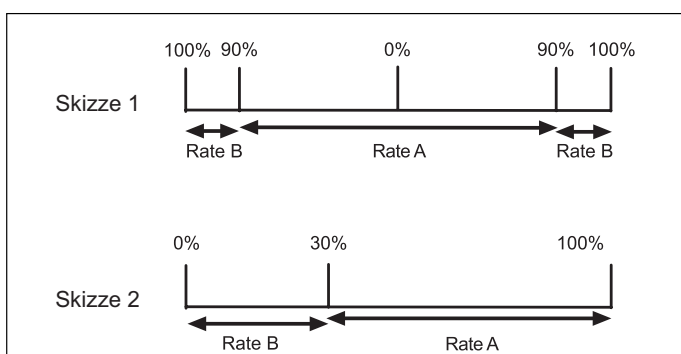 100% 90% 0% 90% 100%
Skizze 1
Rate B Rate A Rate B
0% 30% 100%
Skizze 2
Rate B Rate A